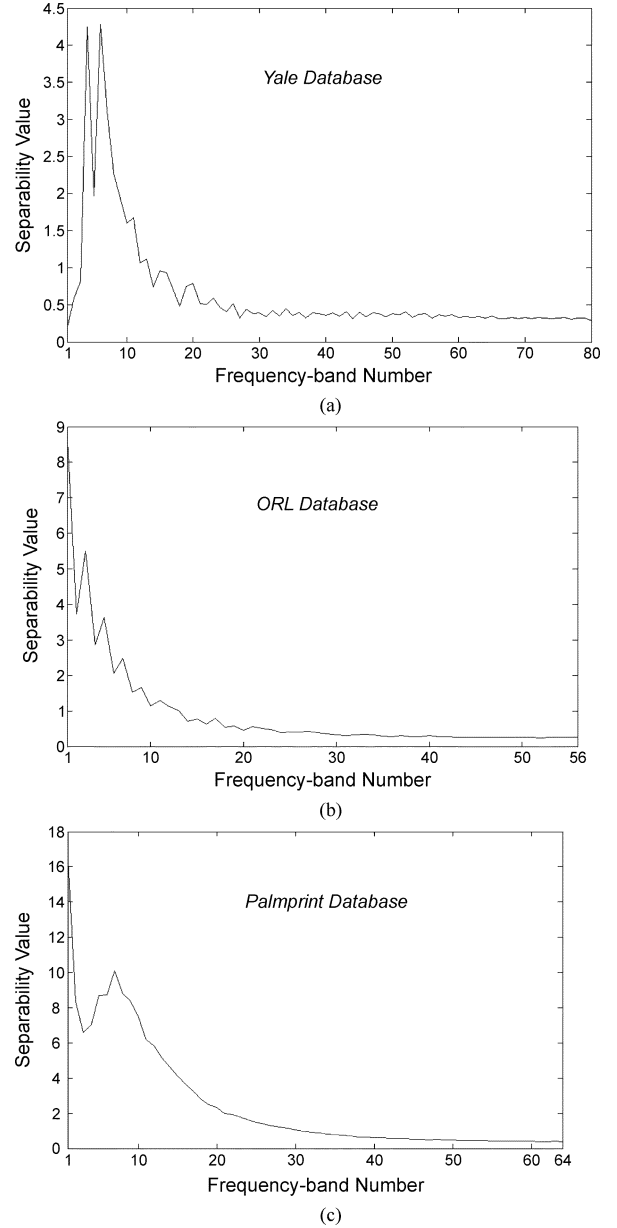 4.5
4
3.5
3
2.5
2
1.5
1
0.5
0
Separability Value
Yale Database
1 10 20 30 40 50 60 70 80
Frequency-band Number
(a)
9
8
7
6
5
4
3
2
1
0
Separability Value
ORL Database
1 10 20 30 40 50 56
Frequency-band Number
(b)
18
16
14
12
10
8
6
4
2
0
Separability Value
Palmprint Database
1 10 20 30 40 50 60 64
Frequency-band Number
(c)